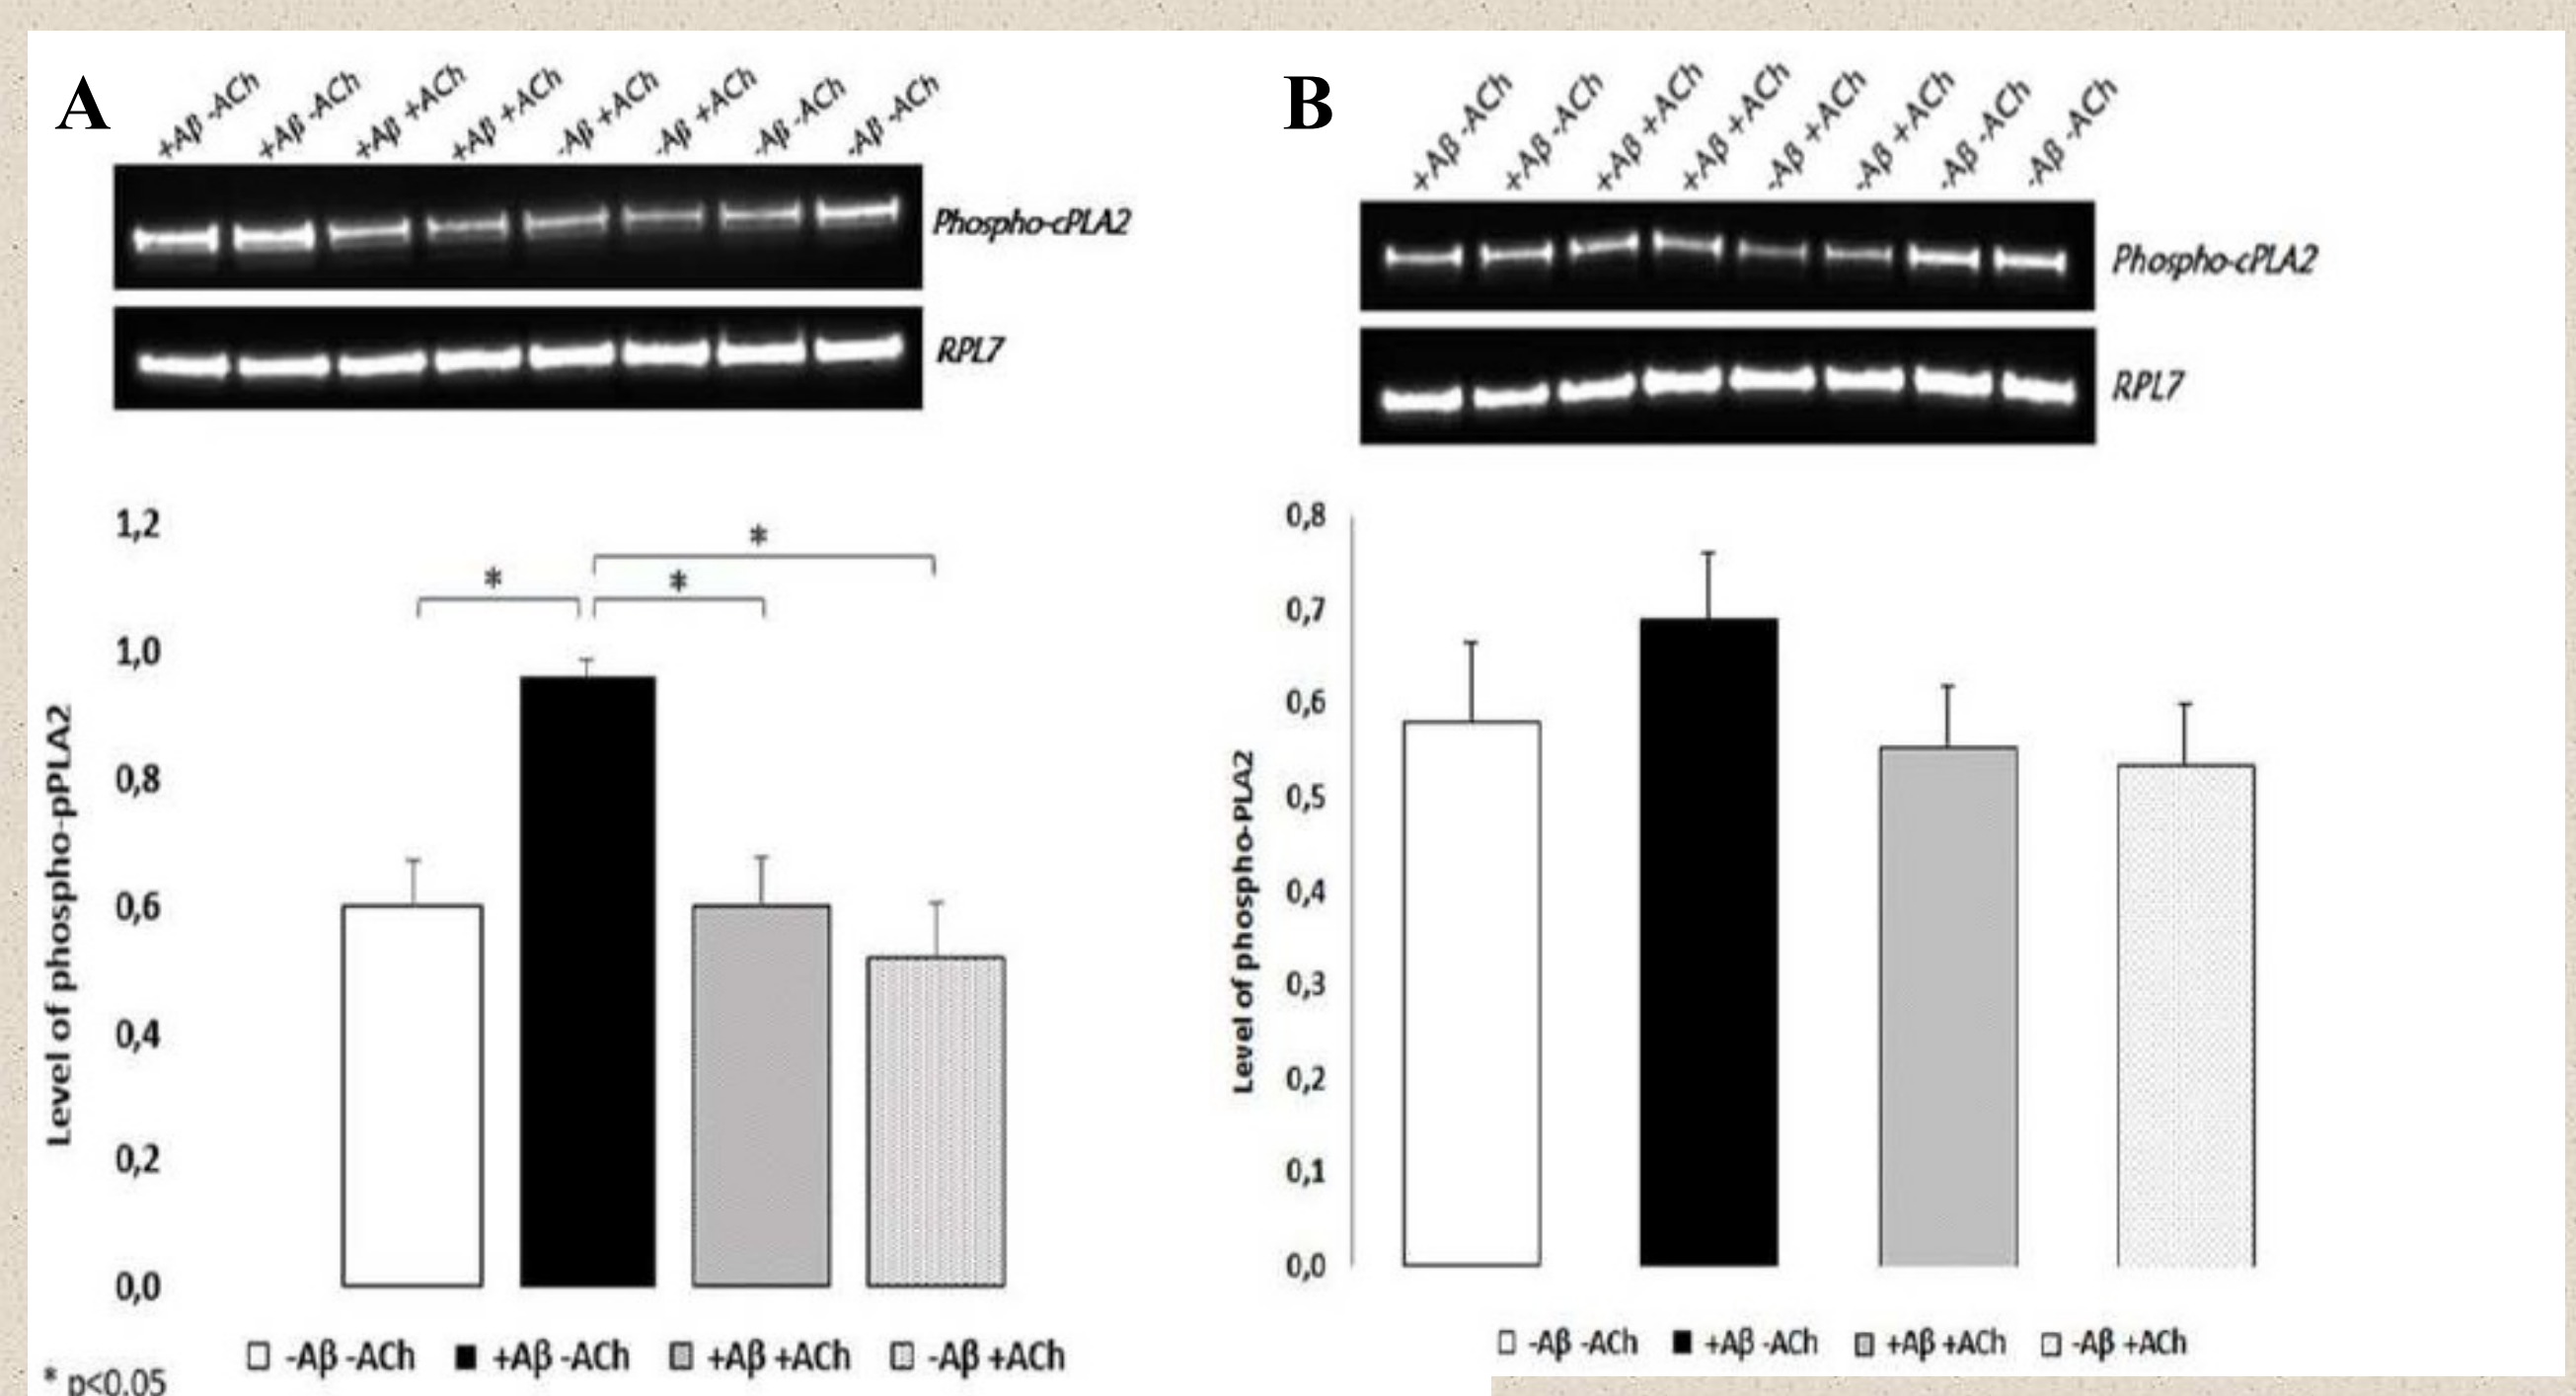 A
+Aβ -ACh
+Aβ -ACh
+Aβ +ACh
+Aβ +ACh
-Aβ +ACh
-Aβ +ACh
-Aβ -ACh
-Aβ -ACh
Phospho-cPLA2
RPL7
1,2
1,0
0,8
0,6
0,4
0,2
0,0
Level of phospho-pPLA2
*
*
*
-Aβ -ACh +Aβ -ACh +Aβ +ACh -Aβ +ACh
* p<0,05
B
+Aβ -ACh
+Aβ -ACh
+Aβ +ACh
+Aβ +ACh
-Aβ +ACh
-Aβ +ACh
-Aβ -ACh
-Aβ -ACh
Phospho-cPLA2
RPL7
0,8
0,7
0,6
0,5
0,4
0,3
0,2
0,1
0,0
Level of phospho-PLA2
-Aβ -ACh +Aβ -ACh +Aβ +ACh -Aβ +ACh